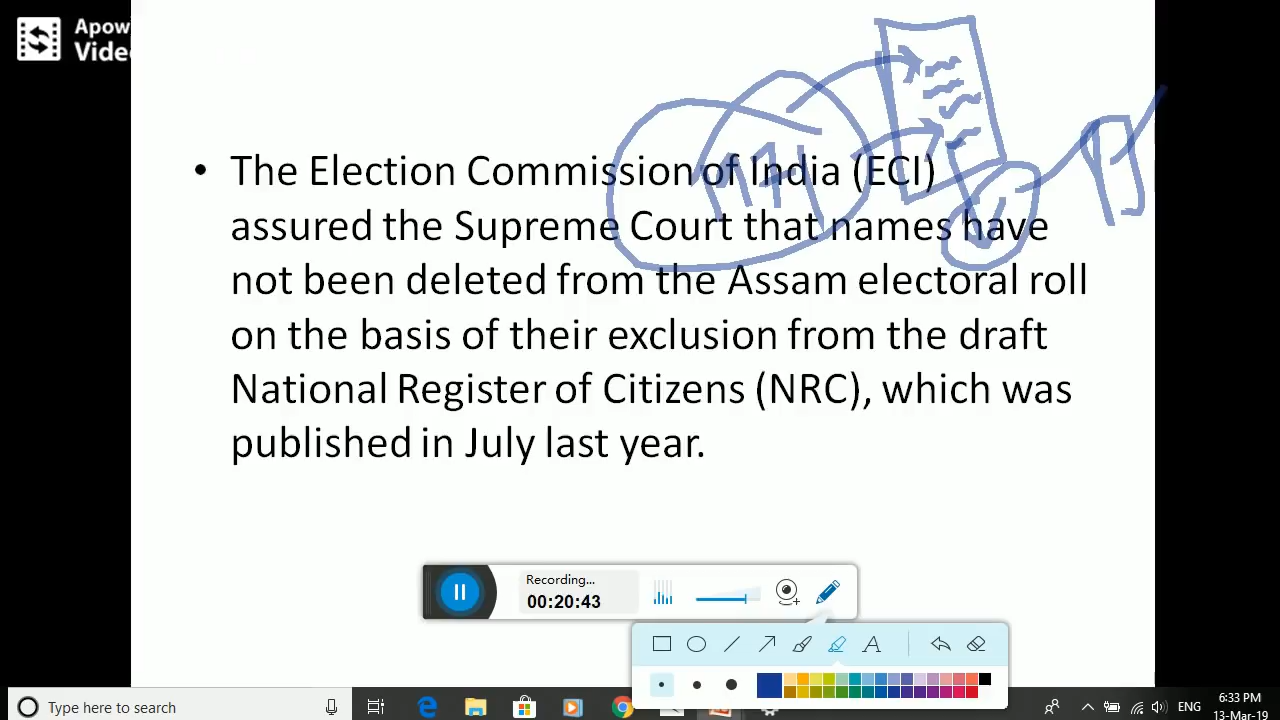 Apow
Vide
• The Election Commission of India (ECI)
assured the Supreme Court that names have
not been deleted from the Assam electoral roll
on the basis of their exclusion from the draft
National Register of Citizens (NRC), which was
published in July last year.
Recording...
00:20:43
A
Type here to search
ENG
6:33 PM
13-Mar-19